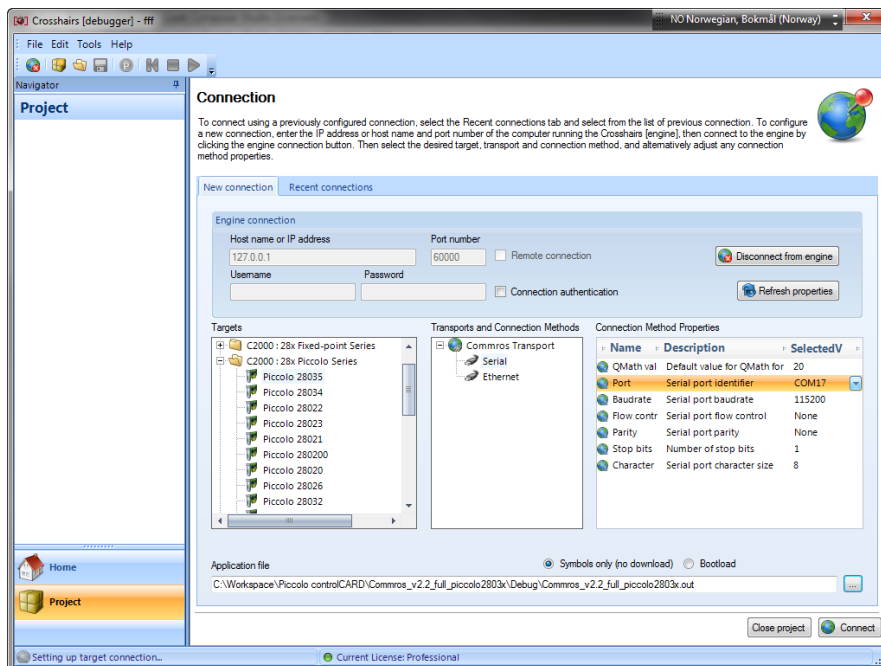 Crosshairs [debugger] - fff
NO Norwegian, Bokmål (Norway)
File Edit Tools Help
Navigator
Project
Connection
To connect using a previously configured connection, select the Recent connections tab and select from the list of previous connection. To configure
a new connection, enter the IP address or host name and port number of the computer running the Crosshairs [engine], then connect to the engine by
clicking the engine connection button. Then select the desired target, transport and connection method, and alternatively adjust any connection
method properties.
New connection Recent connections
Engine connection
Host name or IP address Port number
127.0.0.1 60000 Remote connection Disconnect from engine
Username Password
Connection authentication Refresh properties
Targets
C2000 : 28x Fixed-point Series
C2000 : 28x Piccolo Series
Piccolo 28035
Piccolo 28034
Piccolo 28022
Piccolo 28023
Piccolo 28021
Piccolo 280200
Piccolo 28020
Piccolo 28026
Piccolo 28032
Transports and Connection Methods
Commros Transport
Serial
Ethernet
Connection Method Properties
Name Description SelectedV
QMath val Default value for QMath for 20
Port Serial port identifier COM17
Baudrate Serial port baudrate 115200
Flow contr Serial port flow control None
Parity Serial port parity None
Stop bits Number of stop bits 1
Character Serial port character size 8
Application file Symbols only (no download) Bootload
C:\Workspace\Piccolo controlCARD\Commros_v2.2_full_piccolo2803x\Debug\Commros_v2.2_full_piccolo2803x.out ...
Home
Project
Close project Connect
Setting up target connection... Current License: Professional